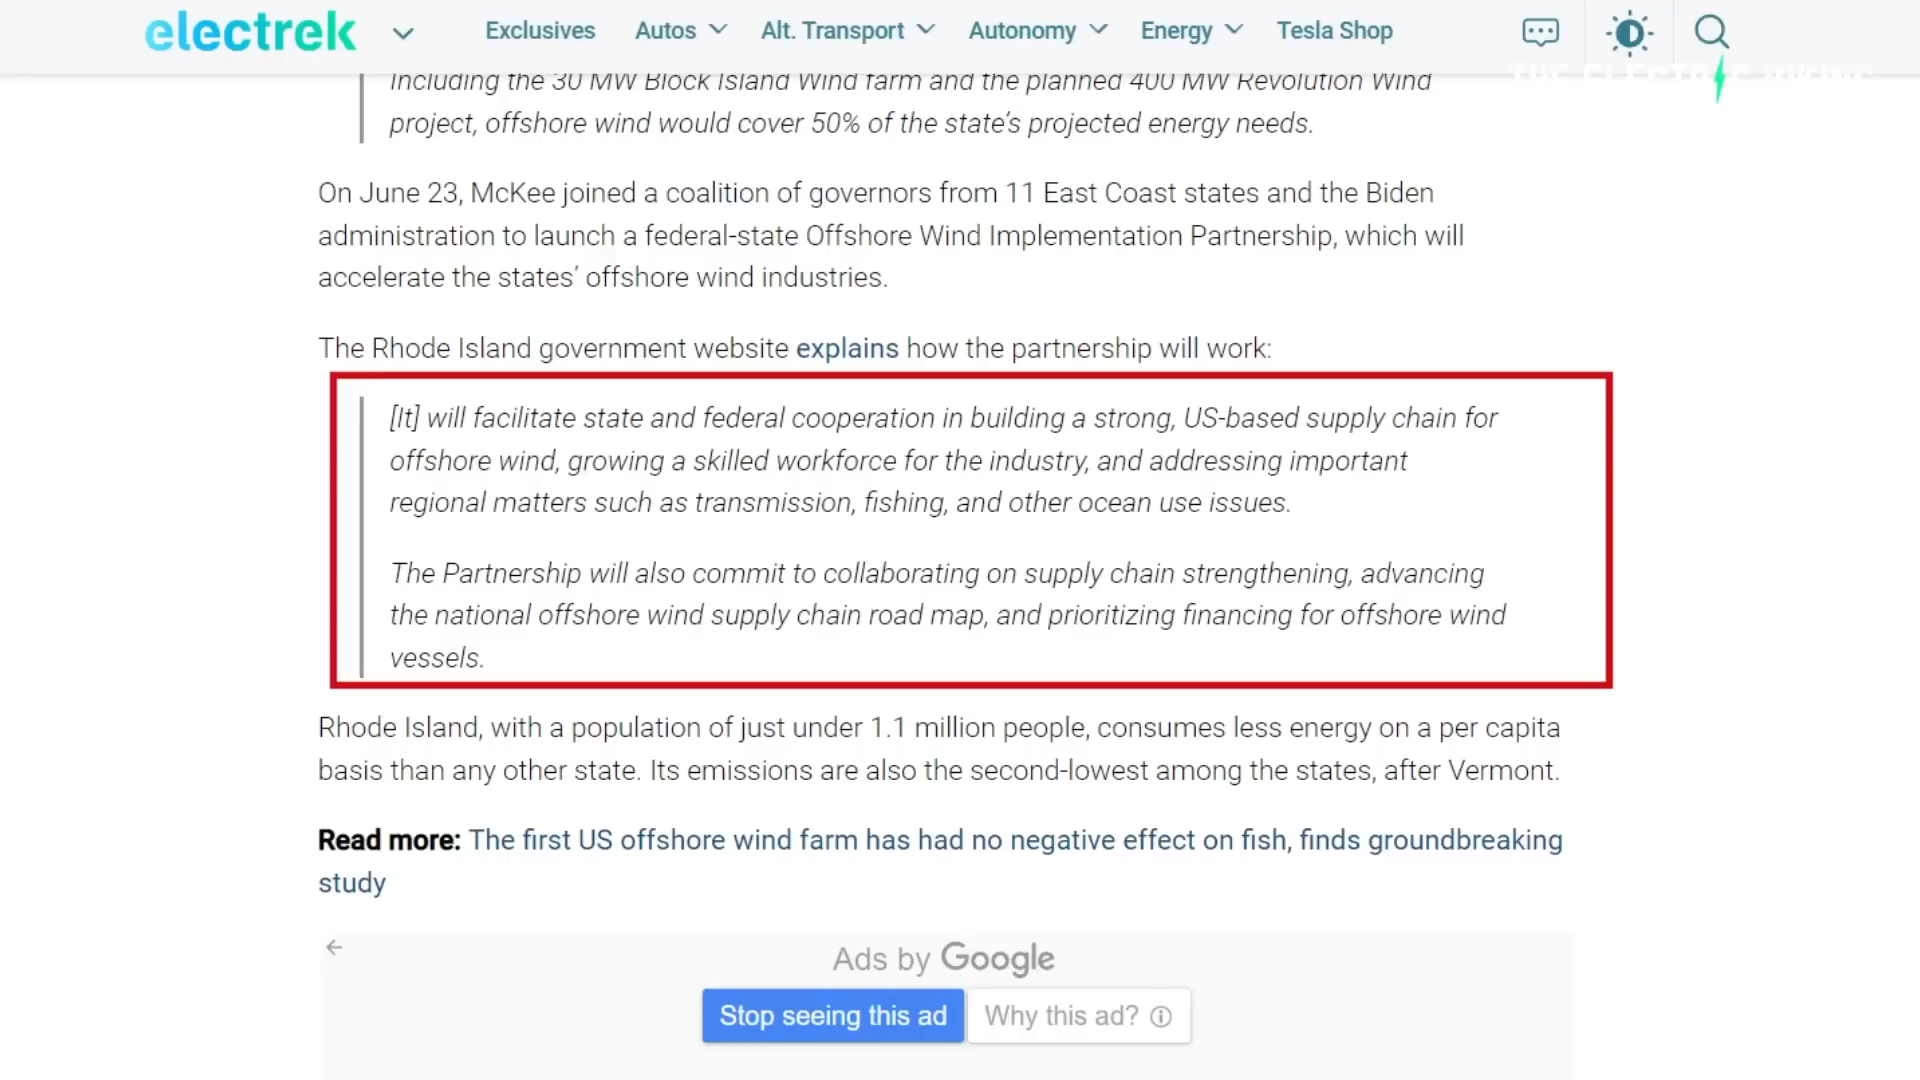 electrek
Exclusives Autos Alt. Transport Autonomy Energy Tesla Shop
Including the 30 MW Block Island Wind farm and the planned 400 MW Revolution Wind
project, offshore wind would cover 50% of the state's projected energy needs.
On June 23, McKee joined a coalition of governors from 11 East Coast states and the Biden
administration to launch a federal-state Offshore Wind Implementation Partnership, which will
accelerate the states' offshore wind industries.
The Rhode Island government website explains how the partnership will work:
[It] will facilitate state and federal cooperation in building a strong, US-based supply chain for
offshore wind, growing a skilled workforce for the industry, and addressing important
regional matters such as transmission, fishing, and other ocean use issues.
The Partnership will also commit to collaborating on supply chain strengthening, advancing
the national offshore wind supply chain road map, and prioritizing financing for offshore wind
vessels.
Rhode Island, with a population of just under 1.1 million people, consumes less energy on a per capita
basis than any other state. Its emissions are also the second-lowest among the states, after Vermont.
Read more: The first US offshore wind farm has had no negative effect on fish, finds groundbreaking
study
Ads by Google
Stop seeing this ad Why this ad?